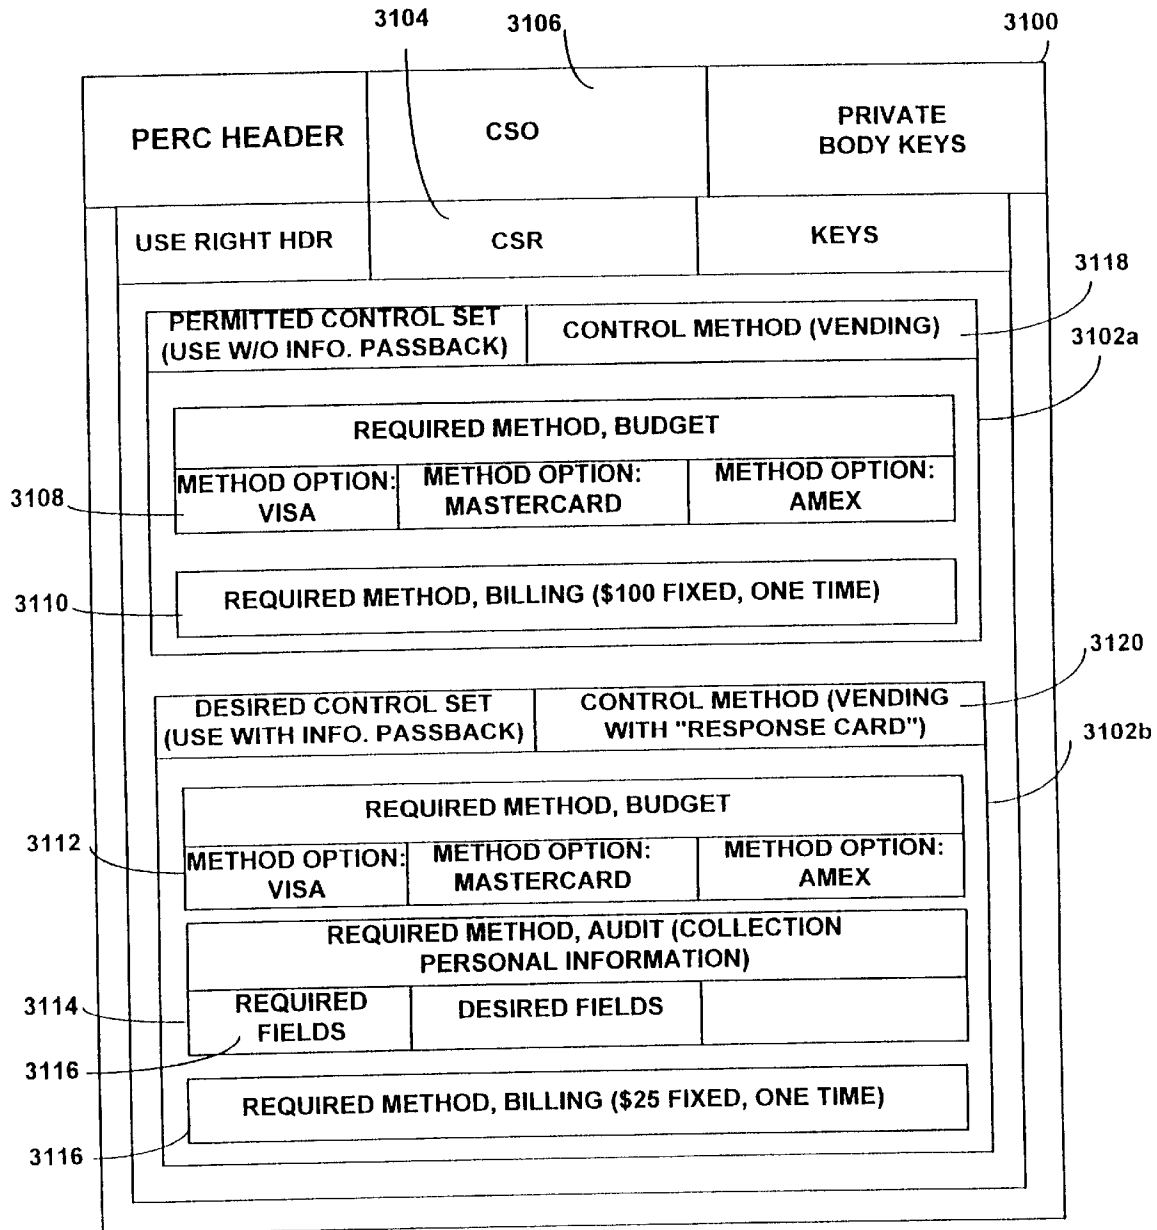 3104
3106
3100
PERC HEADER
CSO
PRIVATE
BODY KEYS
USE RIGHT HDR
CSR
KEYS
3118
PERMITTED CONTROL SET
(USE W/O INFO. PASSBACK)
CONTROL METHOD (VENDING)
3102a
REQUIRED METHOD, BUDGET
3108
METHOD OPTION:
VISA
METHOD OPTION:
MASTERCARD
METHOD OPTION:
AMEX
3110
REQUIRED METHOD, BILLING ($100 FIXED, ONE TIME)
3120
DESIRED CONTROL SET
(USE WITH INFO. PASSBACK)
CONTROL METHOD (VENDING
WITH "RESPONSE CARD")
3102b
REQUIRED METHOD, BUDGET
3112
METHOD OPTION:
VISA
METHOD OPTION:
MASTERCARD
METHOD OPTION:
AMEX
REQUIRED METHOD, AUDIT (COLLECTION
PERSONAL INFORMATION)
3114
REQUIRED
FIELDS
DESIRED FIELDS
3116
REQUIRED METHOD, BILLING ($25 FIXED, ONE TIME)
3116